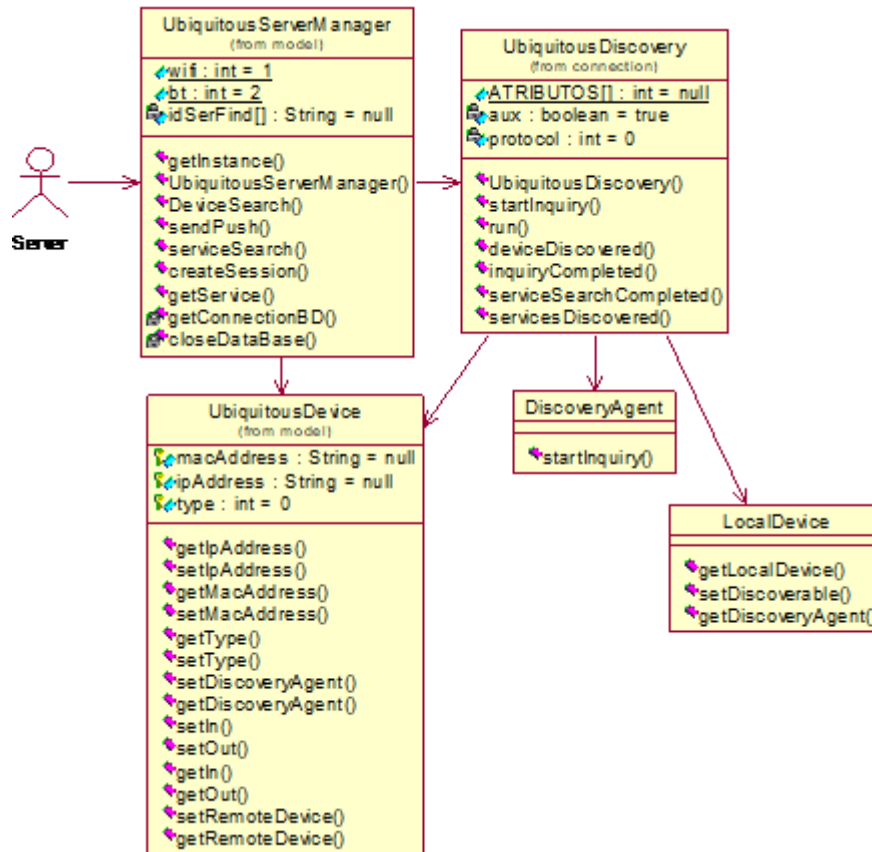 UbiquitousServerManager
(from model)
wifi : int = 1
bt : int = 2
idSerFind[] : String = null
getInstance()
UbiquitousServerManager()
DeviceSearch()
sendPush()
serviceSearch()
createSession()
getService()
getConnectionBD()
closeDataBase()
UbiquitousDiscovery
(from connection)
ATRIBUTOS[] : int = null
aux : boolean = true
protocol : int = 0
UbiquitousDiscovery()
startInquiry()
run()
deviceDiscovered()
inquiryCompleted()
serviceSearchCompleted()
servicesDiscovered()
Server
UbiquitousDevice
(from model)
macAddress : String = null
ipAddress : String = null
type : int = 0
getIpAddress()
setIpAddress()
getMacAddress()
setMacAddress()
getType()
setType()
setDiscoveryAgent()
getDiscoveryAgent()
setIn()
setOut()
getIn()
getOut()
setRemoteDevice()
getRemoteDevice()
DiscoveryAgent
startInquiry()
LocalDevice
getLocalDevice()
setDiscoverable()
getDiscoveryAgent()